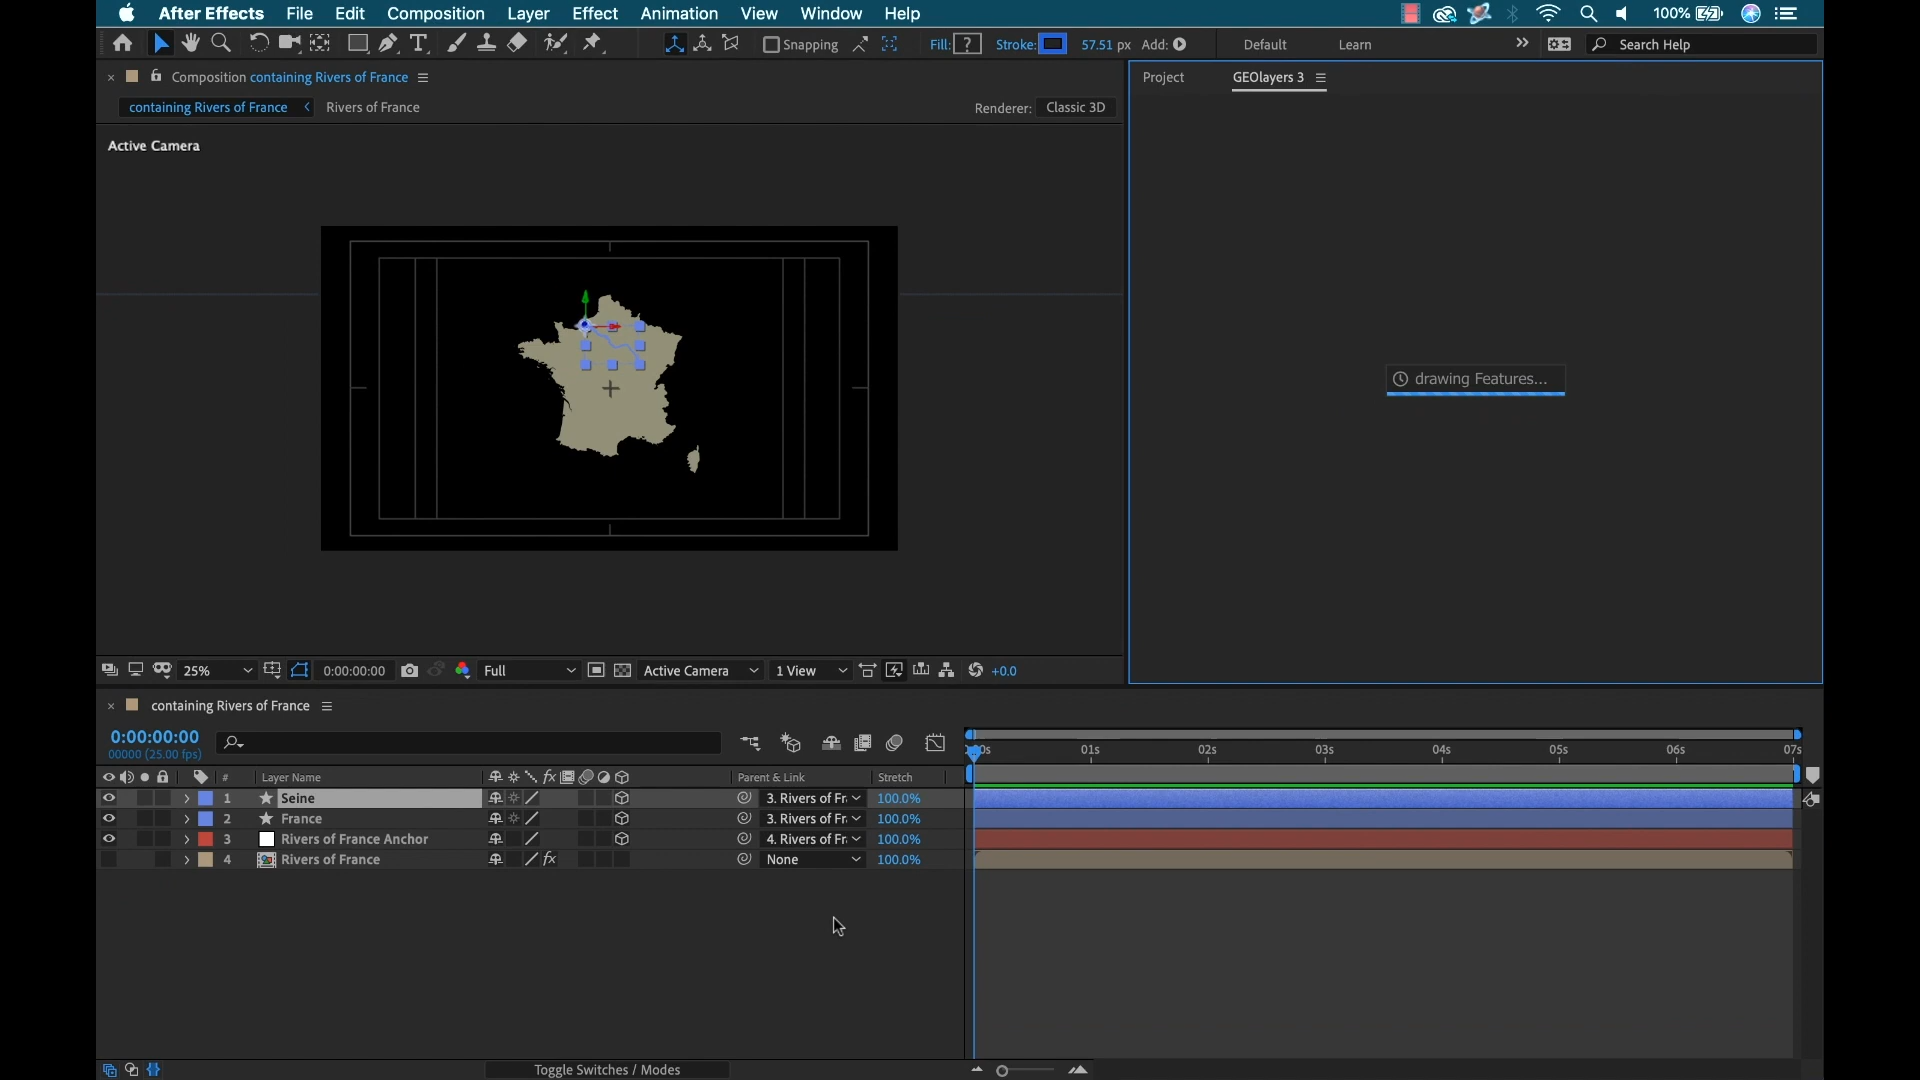 After Effects File Edit Composition Layer Effect Animation View Window Help 100%
Snapping Fill: ? Stroke: 57.51 px Add: Default Learn Search Help
Composition containing Rivers of France
Project GEOlayers 3
containing Rivers of France Rivers of France
Renderer: Classic 3D
Active Camera
drawing Features...
25% 0:00:00:00 Full Active Camera 1 View +0.0
containing Rivers of France
0:00:00:00
00000 (25.00 fps)
01s 02s 03s 04s 05s 06s 07s
# Layer Name fx Parent & Link Stretch
1 Seine 3. Rivers of Fr 100.0%
2 France 3. Rivers of Fr 100.0%
3 Rivers of France Anchor 4. Rivers of Fr 100.0%
4 Rivers of France fx None 100.0%
Toggle Switches / Modes